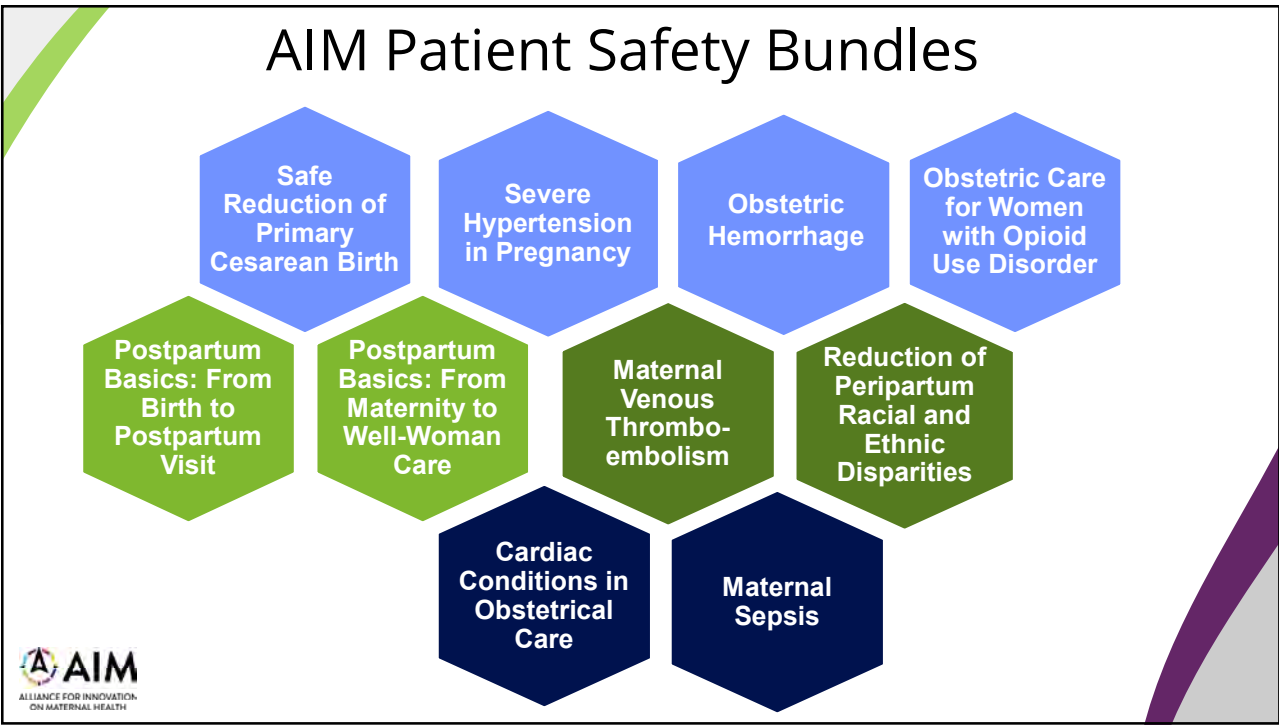 AIM Patient Safety Bundles
Safe
Reduction of
Primary
Cesarean Birth
Severe
Hypertension
in Pregnancy
Obstetric
Hemorrhage
Obstetric Care
for Women
with Opioid
Use Disorder
Postpartum
Basics: From
Birth to
Postpartum
Visit
Postpartum
Basics: From
Maternity to
Well-Woman
Care
Maternal
Venous
Thrombo-
embolism
Reduction of
Peripartum
Racial and
Ethnic
Disparities
Cardiac
Conditions in
Obstetrical
Care
Maternal
Sepsis
AIM
ALLIANCE FOR INNOVATION
ON MATERNAL HEALTH